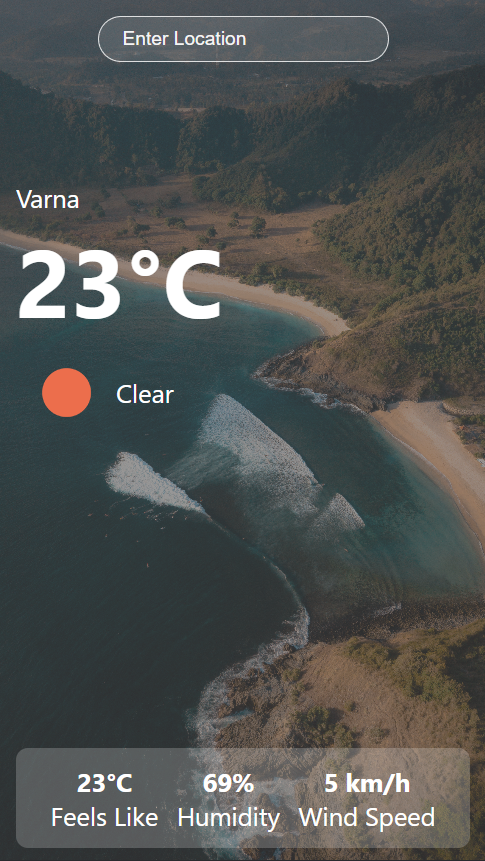 Enter Location
Varna
23°C
Clear
23°C 69% 5 km/h
Feels Like Humidity Wind Speed